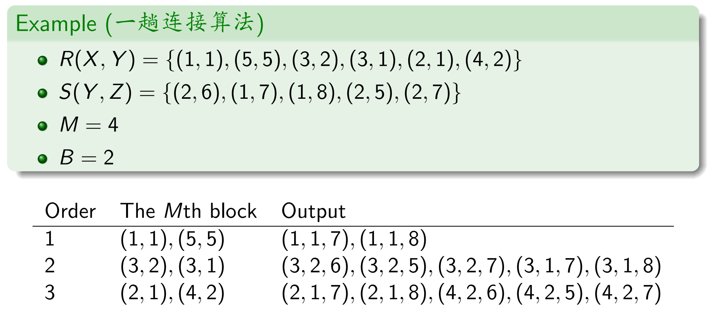 Example (一趟连接算法)
R(X, Y) = {(1, 1), (5, 5), (3, 2), (3, 1), (2, 1), (4, 2)}
S(Y, Z) = {(2, 6), (1, 7), (1, 8), (2, 5), (2, 7)}
M = 4
B = 2
Order The Mth block Output
1 (1, 1), (5, 5) (1, 1, 7), (1, 1, 8)
2 (3, 2), (3, 1) (3, 2, 6), (3, 2, 5), (3, 2, 7), (3, 1, 7), (3, 1, 8)
3 (2, 1), (4, 2) (2, 1, 7), (2, 1, 8), (4, 2, 6), (4, 2, 5), (4, 2, 7)